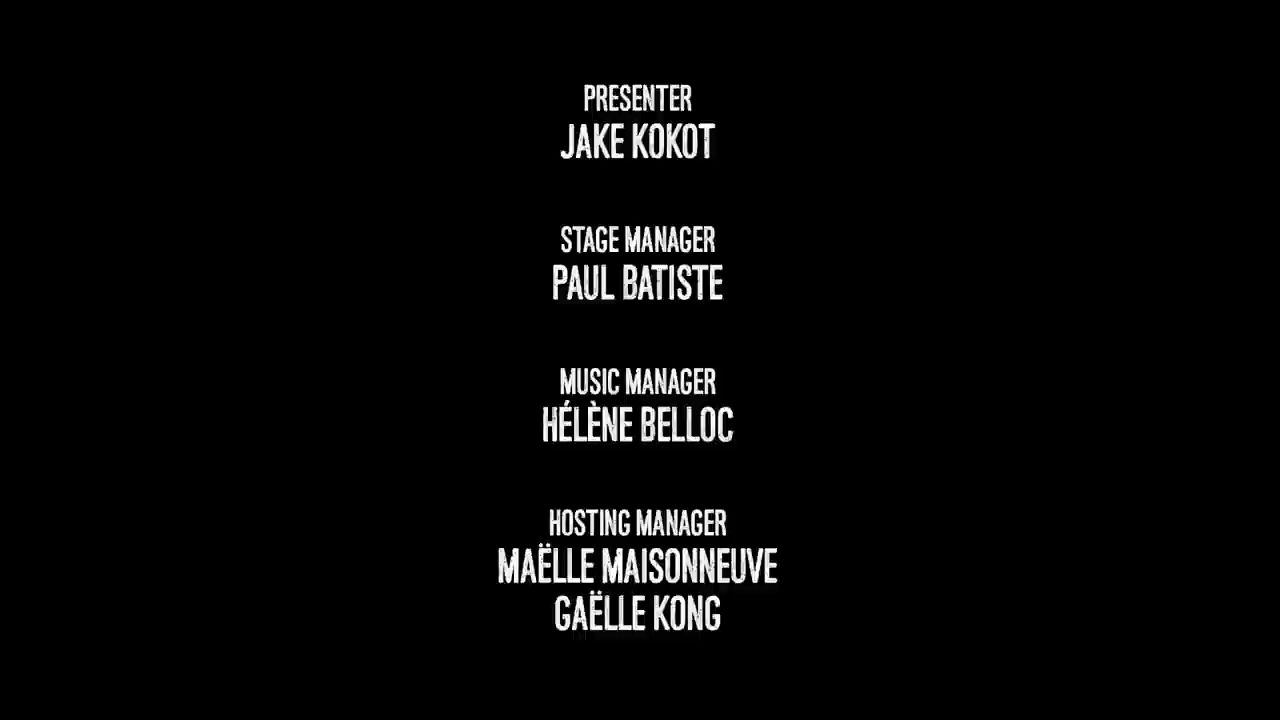 PRESENTER
JAKE KOKOT
STAGE MANAGER
PAUL BATISTE
MUSIC MANAGER
HÉLÈNE BELLOC
HOSTING MANAGER
MAËLLE MAISONNEUVE
GAËLLE KONG